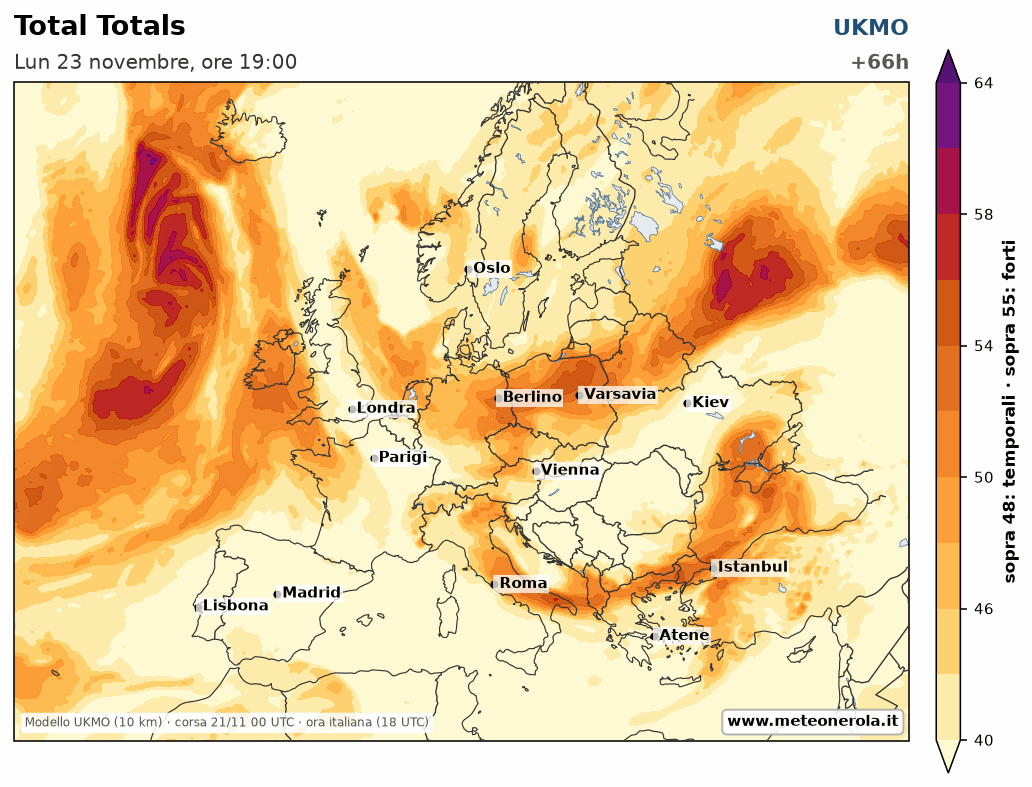 Total Totals
UKMO
Lun 23 novembre, ore 19:00
+66h
64
58
54
50
46
40
sopra 48: temporali · sopra 55: forti
Oslo
Berlino
Varsavia
Kiev
Londra
Parigi
Vienna
Istanbul
Roma
Madrid
Lisbona
Atene
Modello UKMO (10 km) · corsa 21/11 00 UTC · ora italiana (18 UTC)
www.meteonerola.it